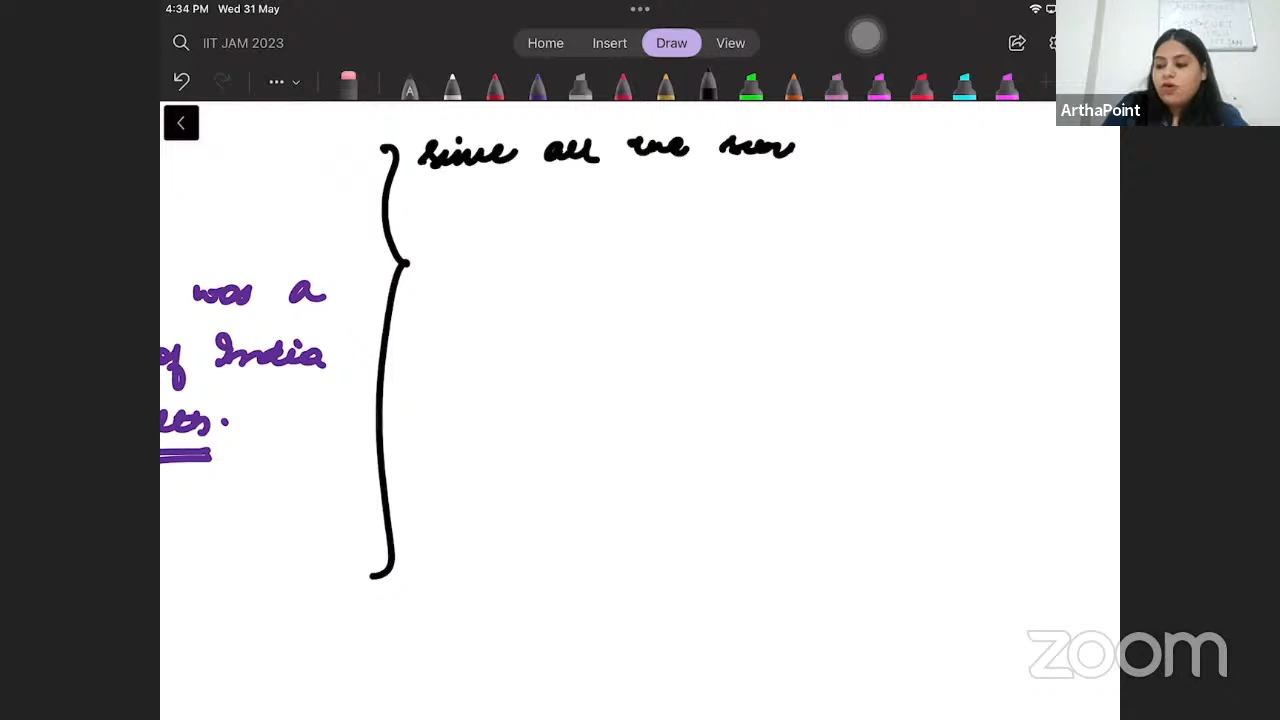 4:34 PM Wed 31 May
IIT JAM 2023
Home Insert Draw View
A
ArthaPoint
since all the
was a
of India
zoom